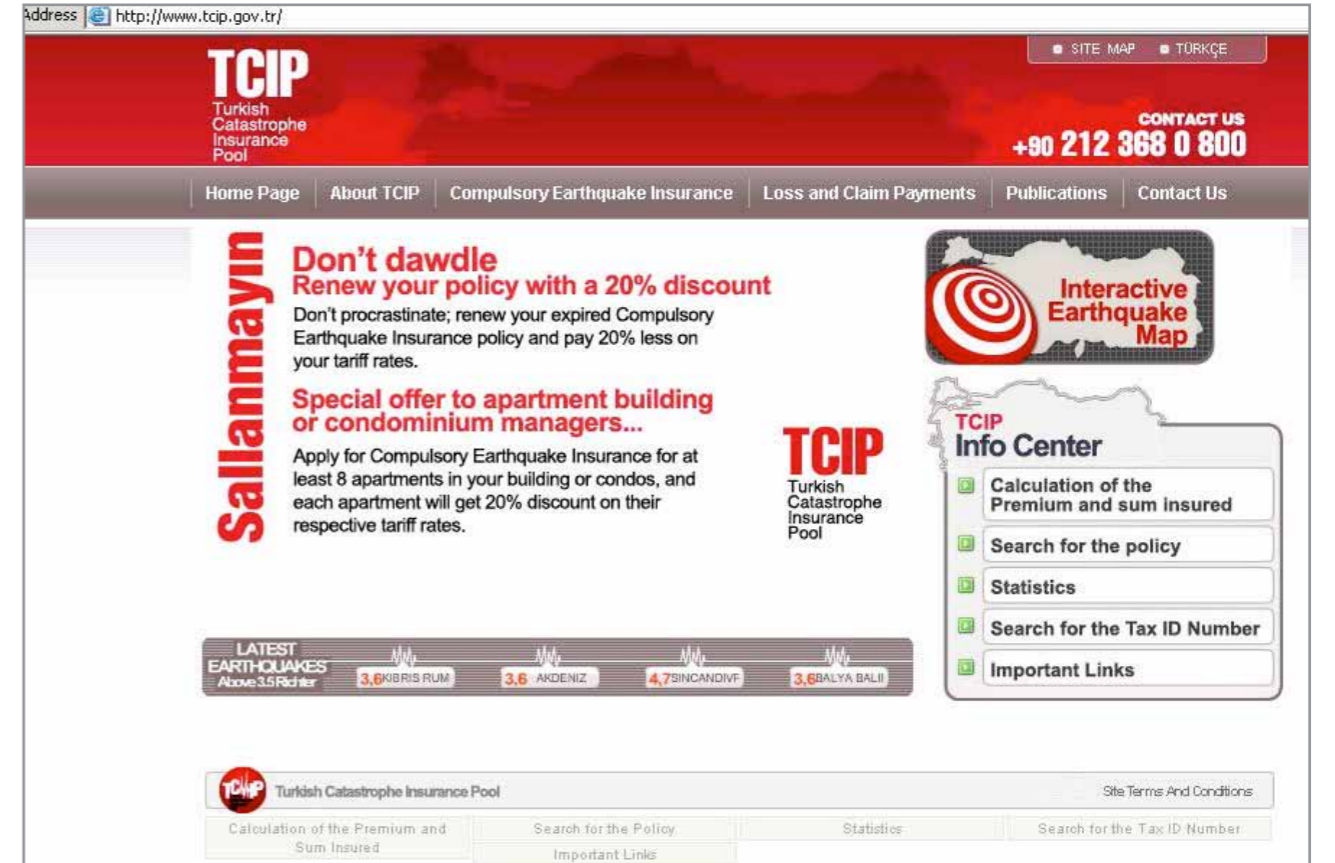 Address http://www.tcip.gov.tr/
SITE MAP TÜRKÇE
TCIP
Turkish
Catastrophe
Insurance
Pool
CONTACT US
+90 212 368 0 800
Home Page About TCIP Compulsory Earthquake Insurance Loss and Claim Payments Publications Contact Us
Sallanmayın
Don't dawdle
Renew your policy with a 20% discount
Don't procrastinate; renew your expired Compulsory
Earthquake Insurance policy and pay 20% less on
your tariff rates.
Special offer to apartment building
or condominium managers...
Apply for Compulsory Earthquake Insurance for at
least 8 apartments in your building or condos, and
each apartment will get 20% discount on their
respective tariff rates.
TCIP
Turkish
Catastrophe
Insurance
Pool
Interactive
Earthquake
Map
TCIP
Info Center
Calculation of the
Premium and sum insured
Search for the policy
Statistics
Search for the Tax ID Number
Important Links
LATEST
EARTHQUAKES
Above 3.5 Richter
3,6 KIBRIS RUM
3,6 AKDENIZ
4,7 SINCANDIVF
3,6 BALYA BALII
TCIP
Turkish Catastrophe Insurance Pool
Site Terms And Conditions
Calculation of the Premium and
Sum Insured
Search for the Policy
Statistics
Search for the Tax ID Number
Important Links